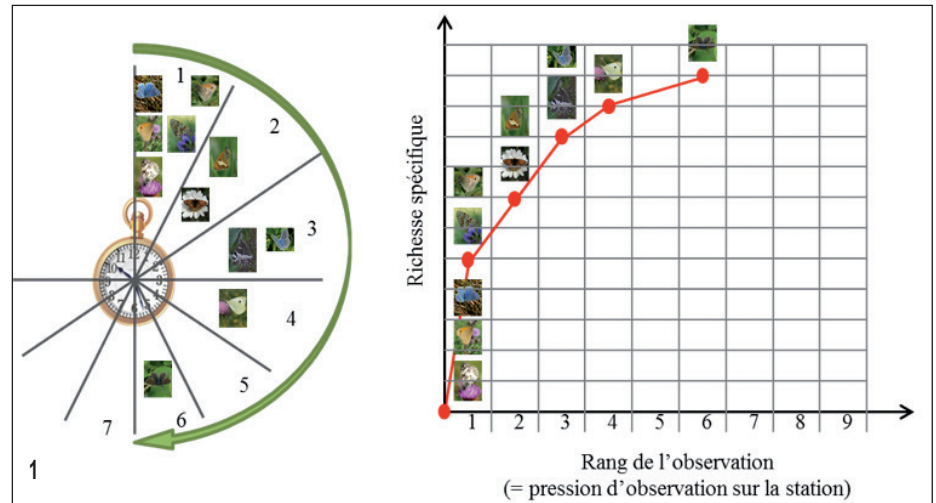 1
2
3
4
5
6
7
1
Richesse spécifique
1 2 3 4 5 6 7 8 9
Rang de l'observation
(= pression d'observation sur la station)